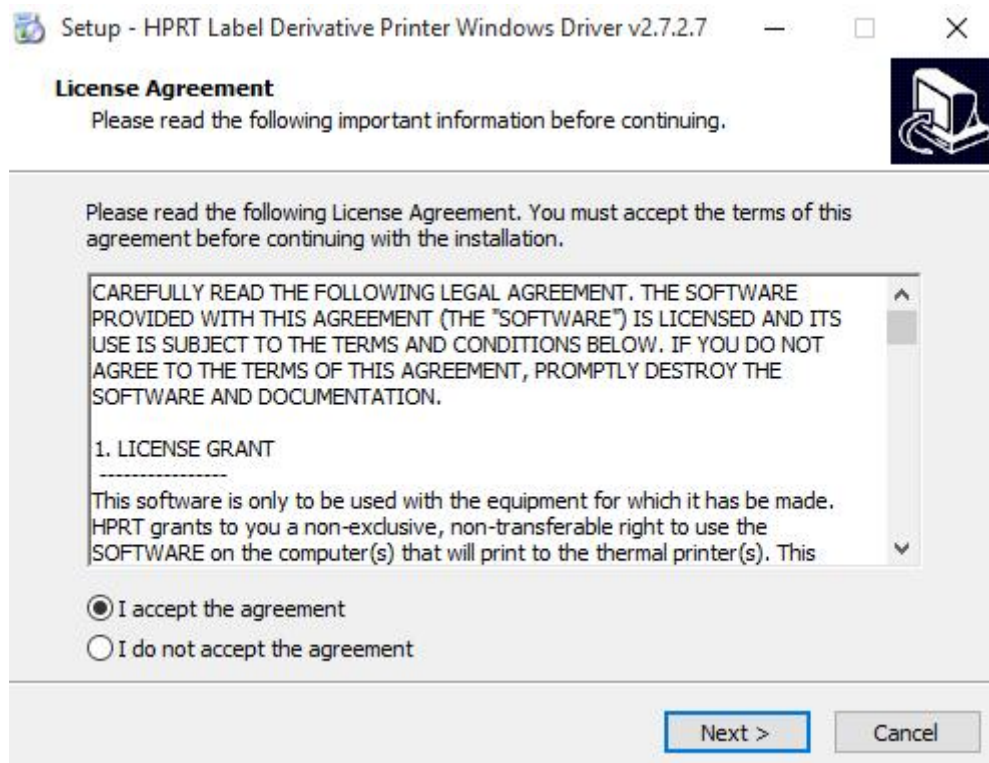 Setup - HPRT Label Derivative Printer Windows Driver v2.7.2.7
License Agreement
Please read the following important information before continuing.
Please read the following License Agreement. You must accept the terms of this
agreement before continuing with the installation.
CAREFULLY READ THE FOLLOWING LEGAL AGREEMENT. THE SOFTWARE
PROVIDED WITH THIS AGREEMENT (THE "SOFTWARE") IS LICENSED AND ITS
USE IS SUBJECT TO THE TERMS AND CONDITIONS BELOW. IF YOU DO NOT
AGREE TO THE TERMS OF THIS AGREEMENT, PROMPTLY DESTROY THE
SOFTWARE AND DOCUMENTATION.
1. LICENSE GRANT
----------------
This software is only to be used with the equipment for which it has be made.
HPRT grants to you a non-exclusive, non-transferable right to use the
SOFTWARE on the computer(s) that will print to the thermal printer(s). This
I accept the agreement
I do not accept the agreement
Next >
Cancel